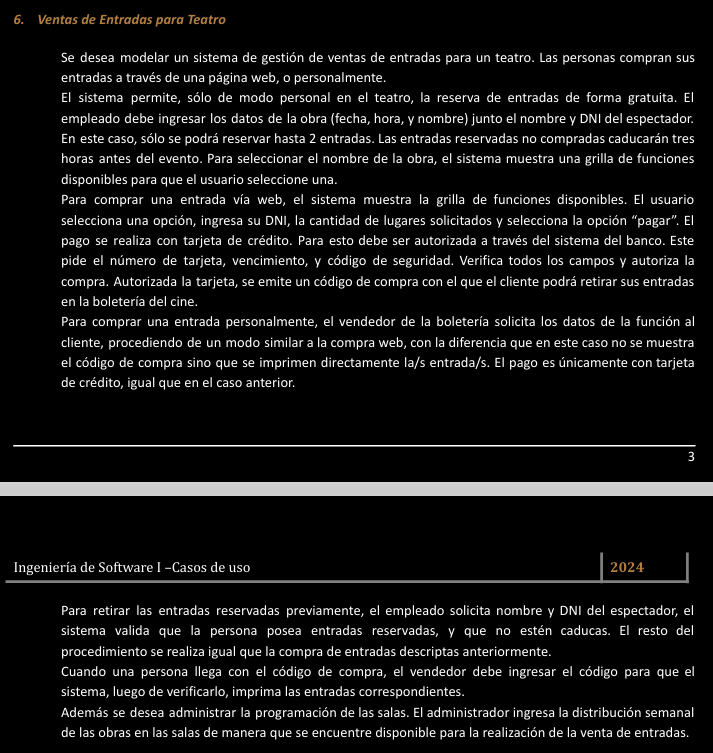 6. Ventas de Entradas para Teatro
Se desea modelar un sistema de gestión de ventas de entradas para un teatro. Las personas compran sus
entradas a través de una página web, o personalmente.
El sistema permite, sólo de modo personal en el teatro, la reserva de entradas de forma gratuita. El
empleado debe ingresar los datos de la obra (fecha, hora, y nombre) junto el nombre y DNI del espectador.
En este caso, sólo se podrá reservar hasta 2 entradas. Las entradas reservadas no compradas caducarán tres
horas antes del evento. Para seleccionar el nombre de la obra, el sistema muestra una grilla de funciones
disponibles para que el usuario seleccione una.
Para comprar una entrada vía web, el sistema muestra la grilla de funciones disponibles. El usuario
selecciona una opción, ingresa su DNI, la cantidad de lugares solicitados y selecciona la opción “pagar”. El
pago se realiza con tarjeta de crédito. Para esto debe ser autorizada a través del sistema del banco. Este
pide el número de tarjeta, vencimiento, y código de seguridad. Verifica todos los campos y autoriza la
compra. Autorizada la tarjeta, se emite un código de compra con el que el cliente podrá retirar sus entradas
en la boletería del cine.
Para comprar una entrada personalmente, el vendedor de la boletería solicita los datos de la función al
cliente, procediendo de un modo similar a la compra web, con la diferencia que en este caso no se muestra
el código de compra sino que se imprimen directamente la/s entrada/s. El pago es únicamente con tarjeta
de crédito, igual que en el caso anterior.
3
Ingeniería de Software I –Casos de uso 2024
Para retirar las entradas reservadas previamente, el empleado solicita nombre y DNI del espectador, el
sistema valida que la persona posea entradas reservadas, y que no estén caducas. El resto del
procedimiento se realiza igual que la compra de entradas descriptas anteriormente.
Cuando una persona llega con el código de compra, el vendedor debe ingresar el código para que el
sistema, luego de verificarlo, imprima las entradas correspondientes.
Además se desea administrar la programación de las salas. El administrador ingresa la distribución semanal
de las obras en las salas de manera que se encuentre disponible para la realización de la venta de entradas.